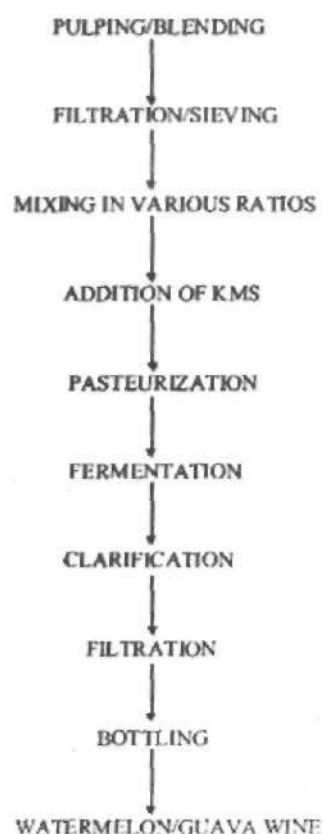 PULPING/BLENDING
FILTRATION/SIEVING
MIXING IN VARIOUS RATIOS
ADDITION OF KMS
PASTEURIZATION
FERMENTATION
CLARIFICATION
FILTRATION
BOTTLING
WATERMELON/GUAVA WINE